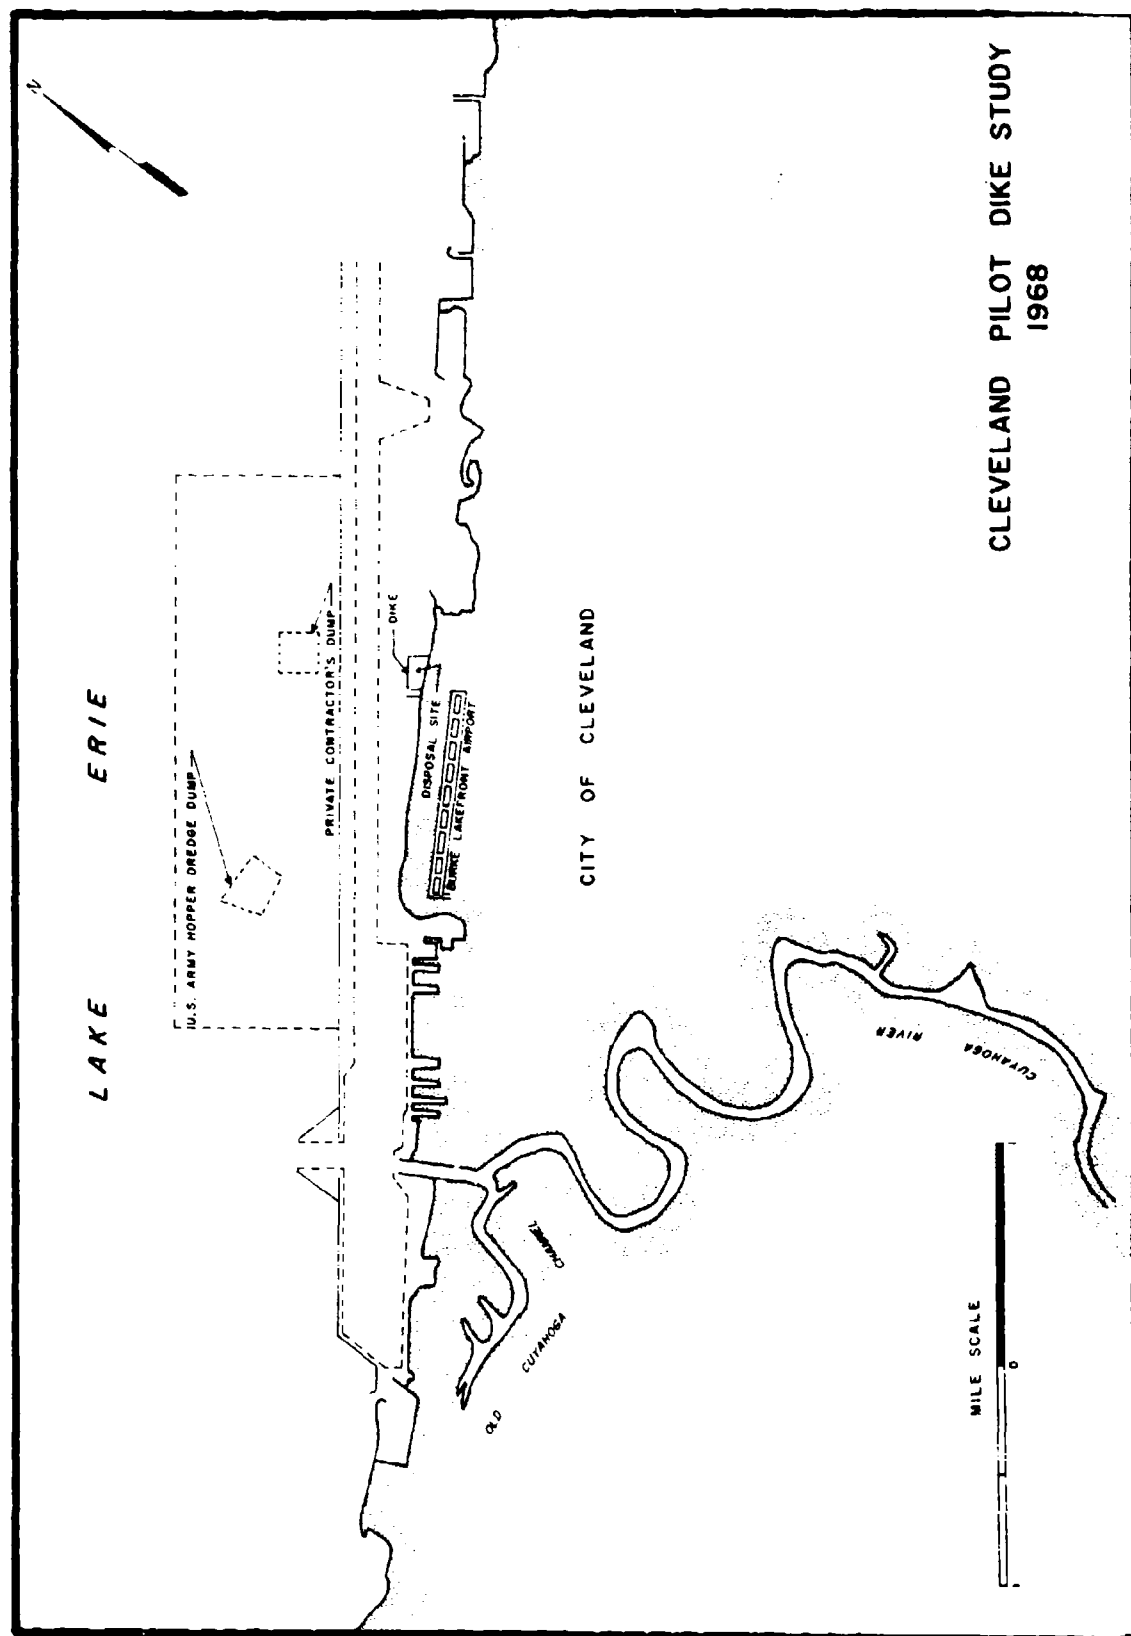 LAKE ERIE
N
U.S. ARMY HOPPER DREDGE DUMP
PRIVATE CONTRACTOR'S DUMP
DIKE
DISPOSAL SITE
BURKE LAKEFRONT AIRPORT
CITY OF CLEVELAND
OLD CUYAHOGA CHANNEL
CUYAHOGA RIVER
MILE SCALE
0
CLEVELAND PILOT DIKE STUDY
1968